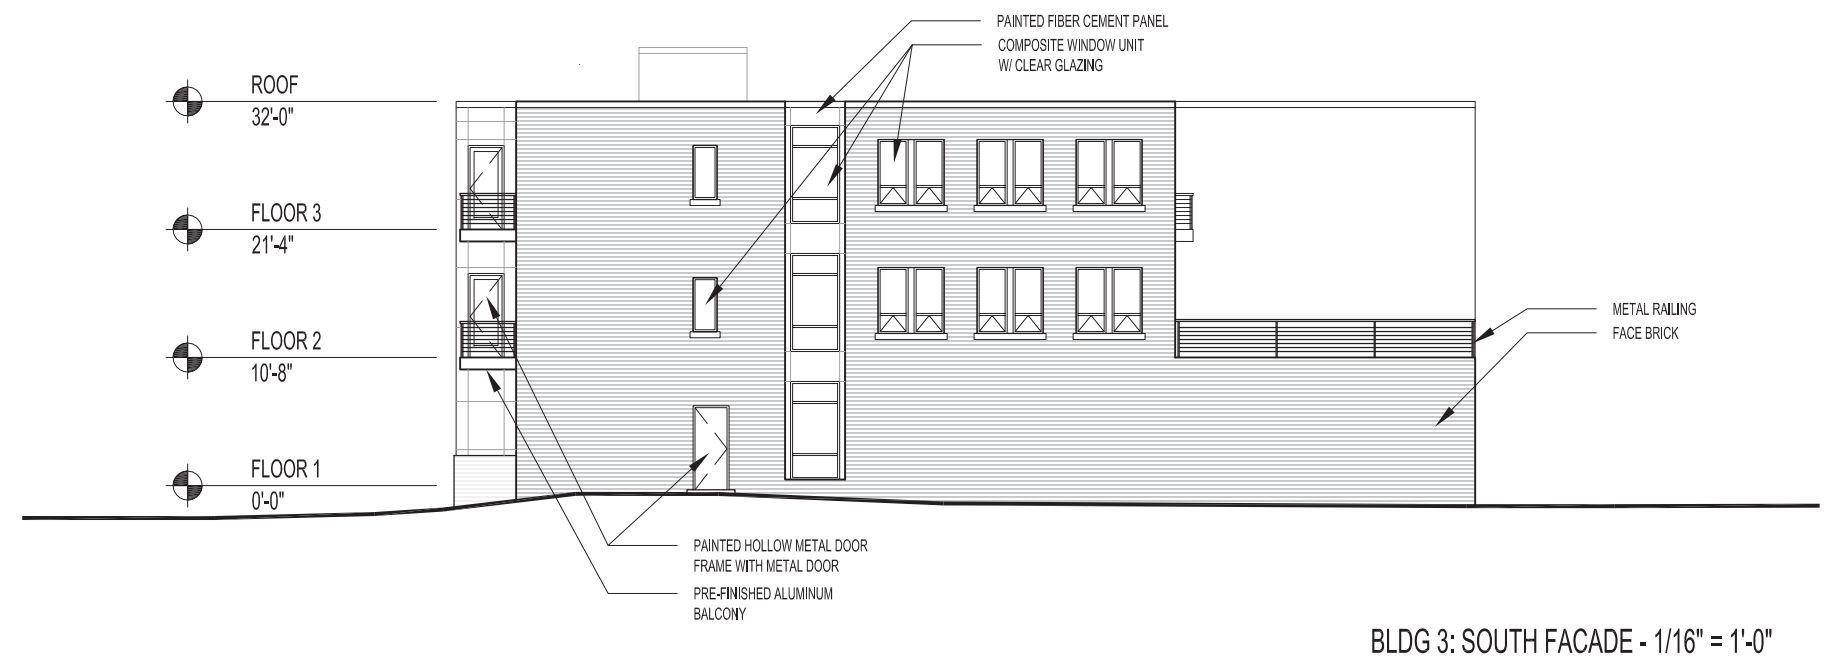 PAINTED FIBER CEMENT PANEL
COMPOSITE WINDOW UNIT
W/ CLEAR GLAZING
ROOF
32'-0"
FLOOR 3
21'-4"
FLOOR 2
10'-8"
FLOOR 1
0'-0"
METAL RAILING
FACE BRICK
PAINTED HOLLOW METAL DOOR
FRAME WITH METAL DOOR
PRE-FINISHED ALUMINUM
BALCONY
BLDG 3: SOUTH FACADE - 1/16" = 1'-0"